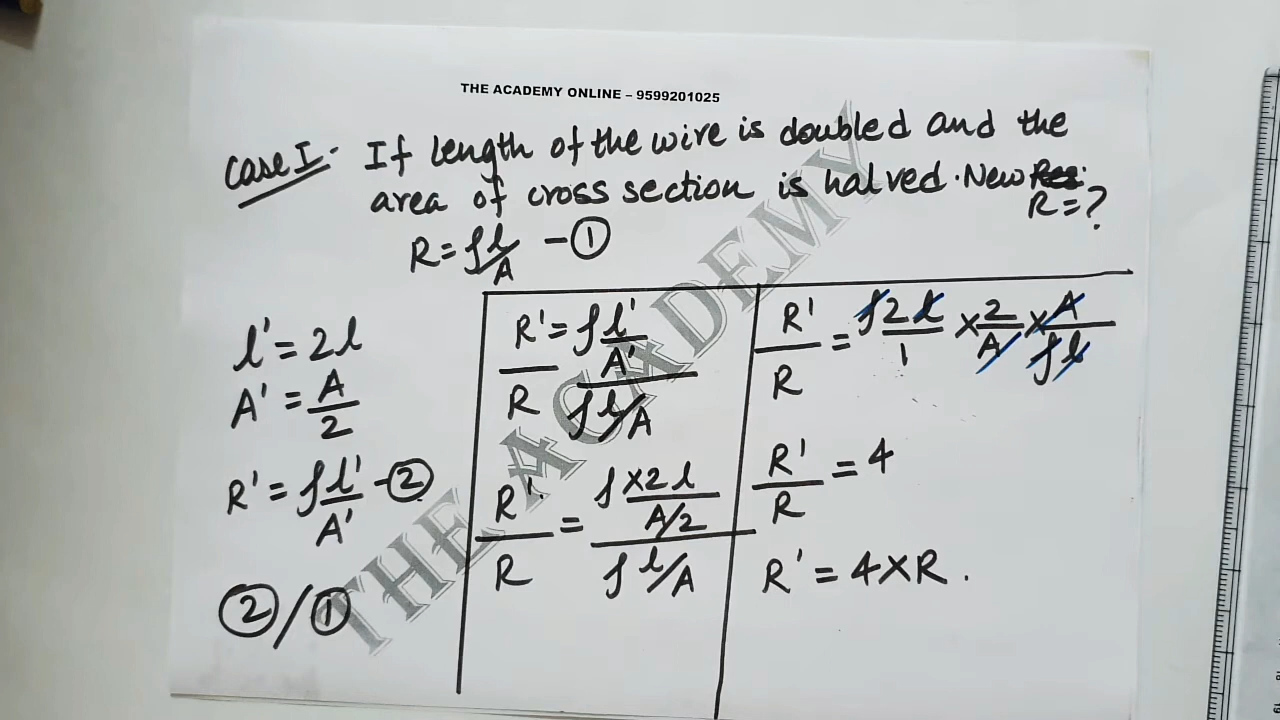 THE ACADEMY ONLINE – 9599201025
Case I. If length of the wire is doubled and the
area of cross section is halved. New
R=?
R = ρl/A — ①
l' = 2l
A' = A/2
R' = ρl'/A' — ②
②/①
R'/R = (ρl'/A')/(ρl/A)
R'/R = (ρ×2l/(A/2))/(ρl/A)
R'/R = ρ2l/1 × 2/A × A/ρl
R'/R = 4
R' = 4×R.
THE ACADEMY